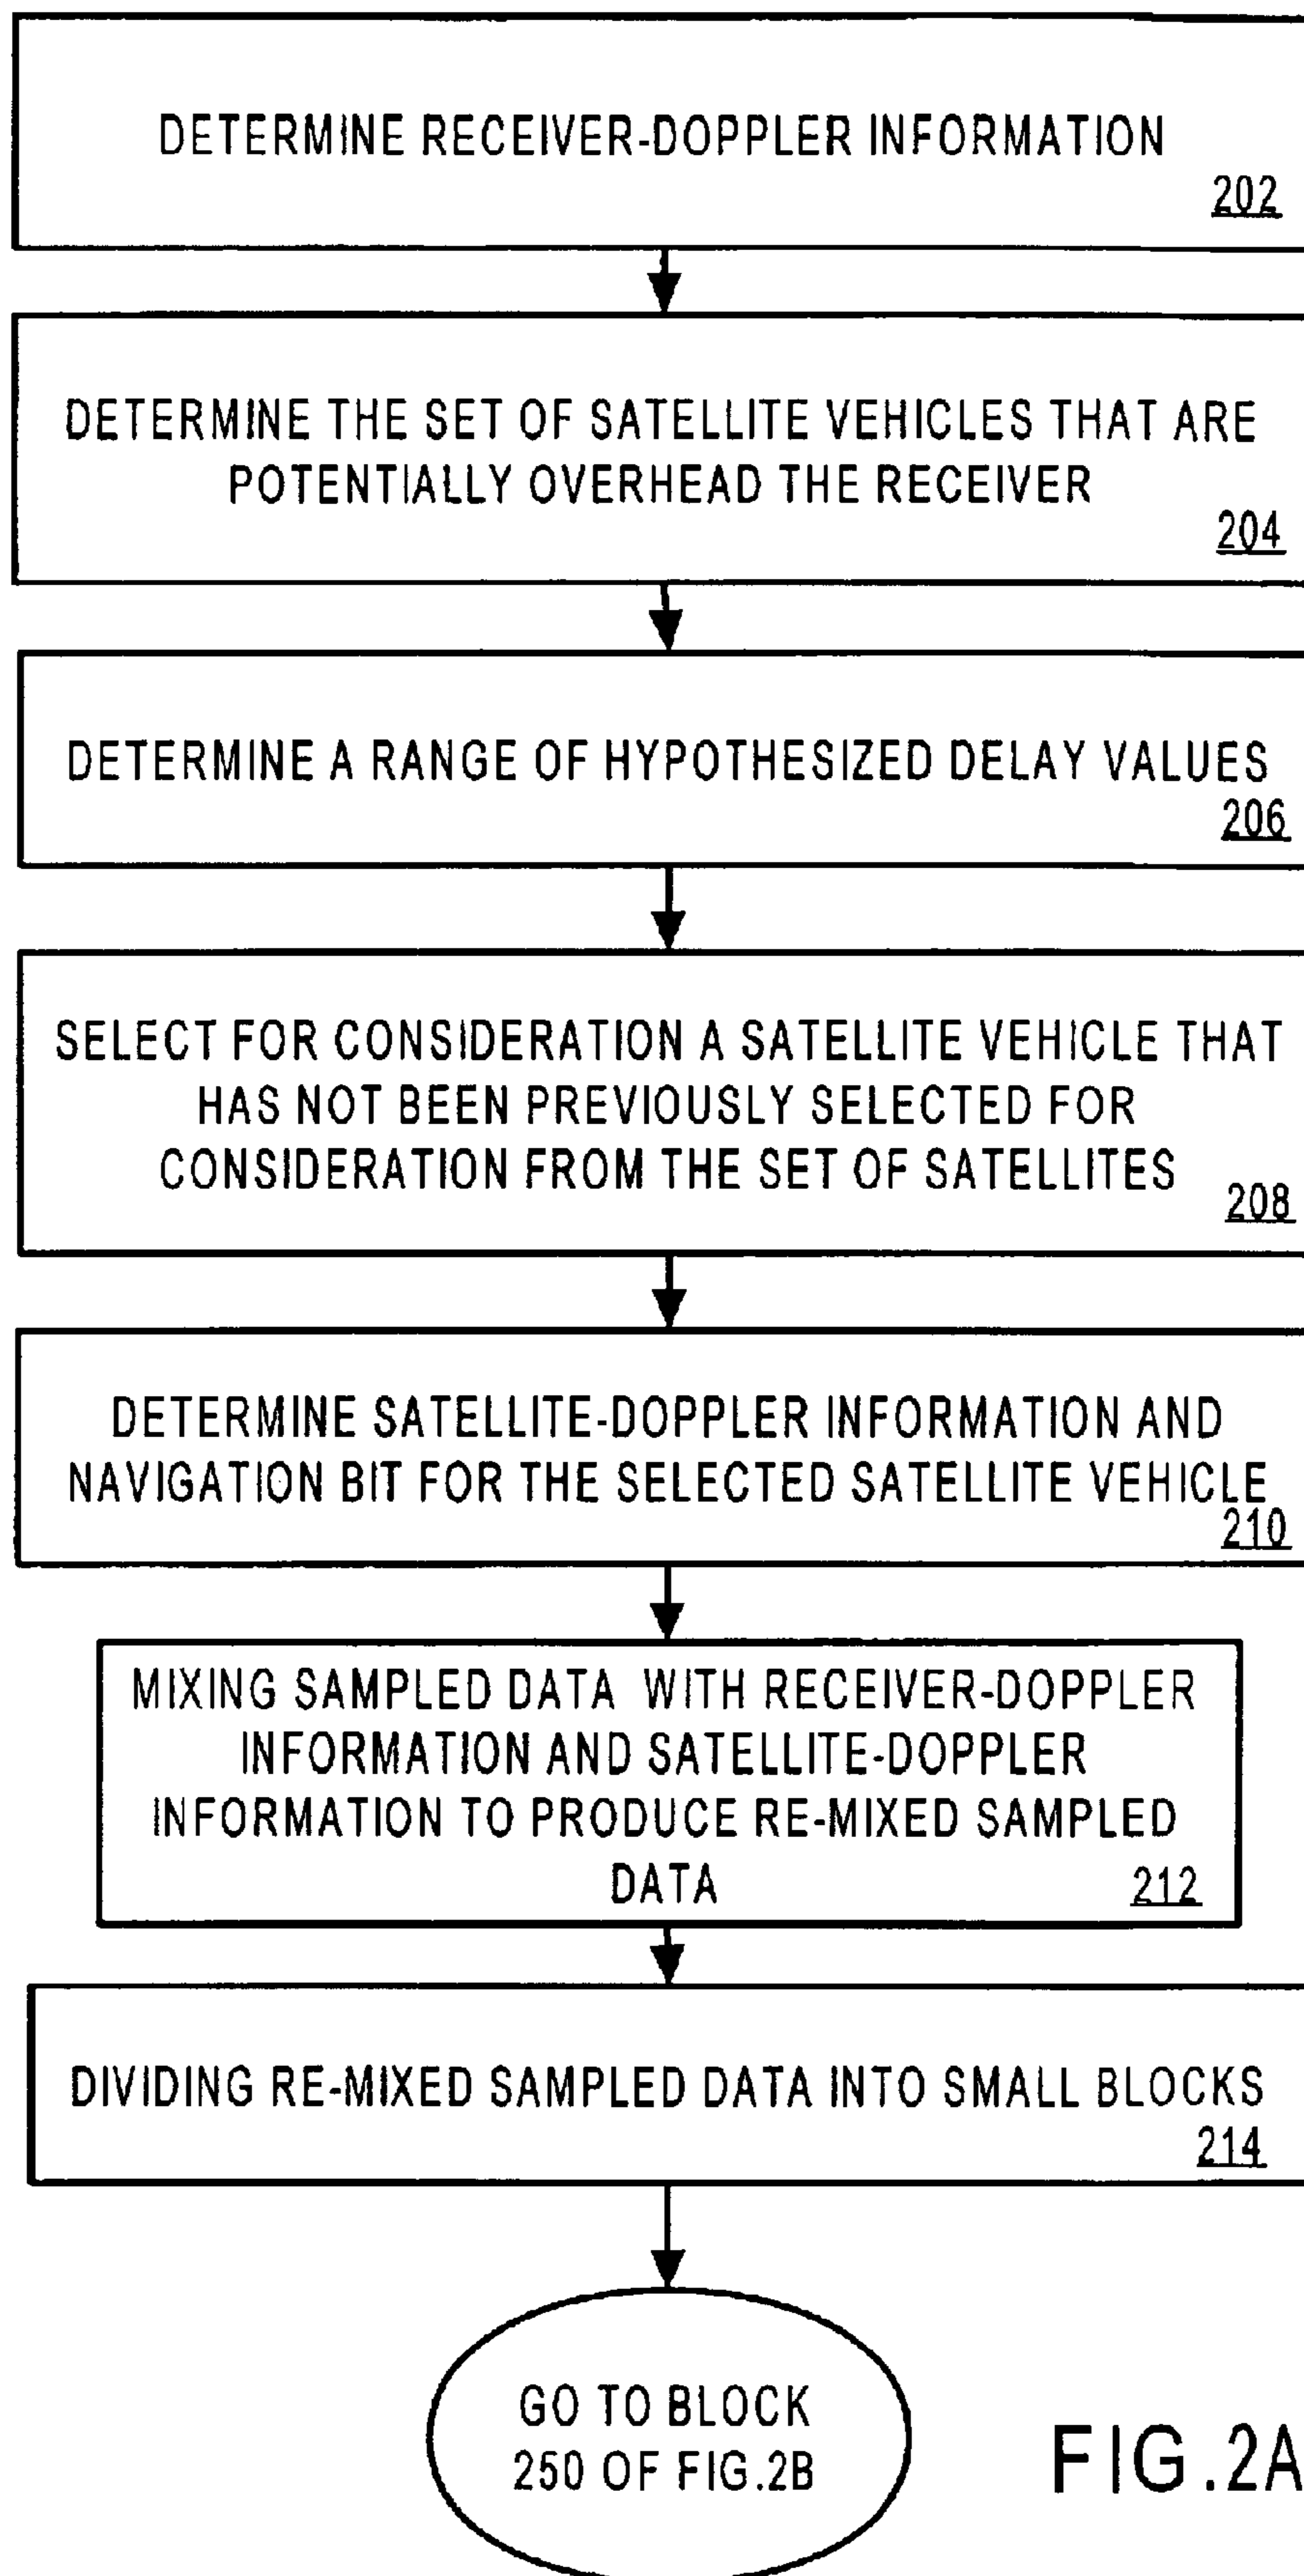 DETERMINE RECEIVER-DOPPLER INFORMATION
202
DETERMINE THE SET OF SATELLITE VEHICLES THAT ARE
POTENTIALLY OVERHEAD THE RECEIVER
204
DETERMINE A RANGE OF HYPOTHESIZED DELAY VALUES
206
SELECT FOR CONSIDERATION A SATELLITE VEHICLE THAT
HAS NOT BEEN PREVIOUSLY SELECTED FOR
CONSIDERATION FROM THE SET OF SATELLITES
208
DETERMINE SATELLITE-DOPPLER INFORMATION AND
NAVIGATION BIT FOR THE SELECTED SATELLITE VEHICLE
210
MIXING SAMPLED DATA WITH RECEIVER-DOPPLER
INFORMATION AND SATELLITE-DOPPLER
INFORMATION TO PRODUCE RE-MIXED SAMPLED
DATA
212
DIVIDING RE-MIXED SAMPLED DATA INTO SMALL BLOCKS
214
GO TO BLOCK
250 OF FIG.2B
FIG.2A